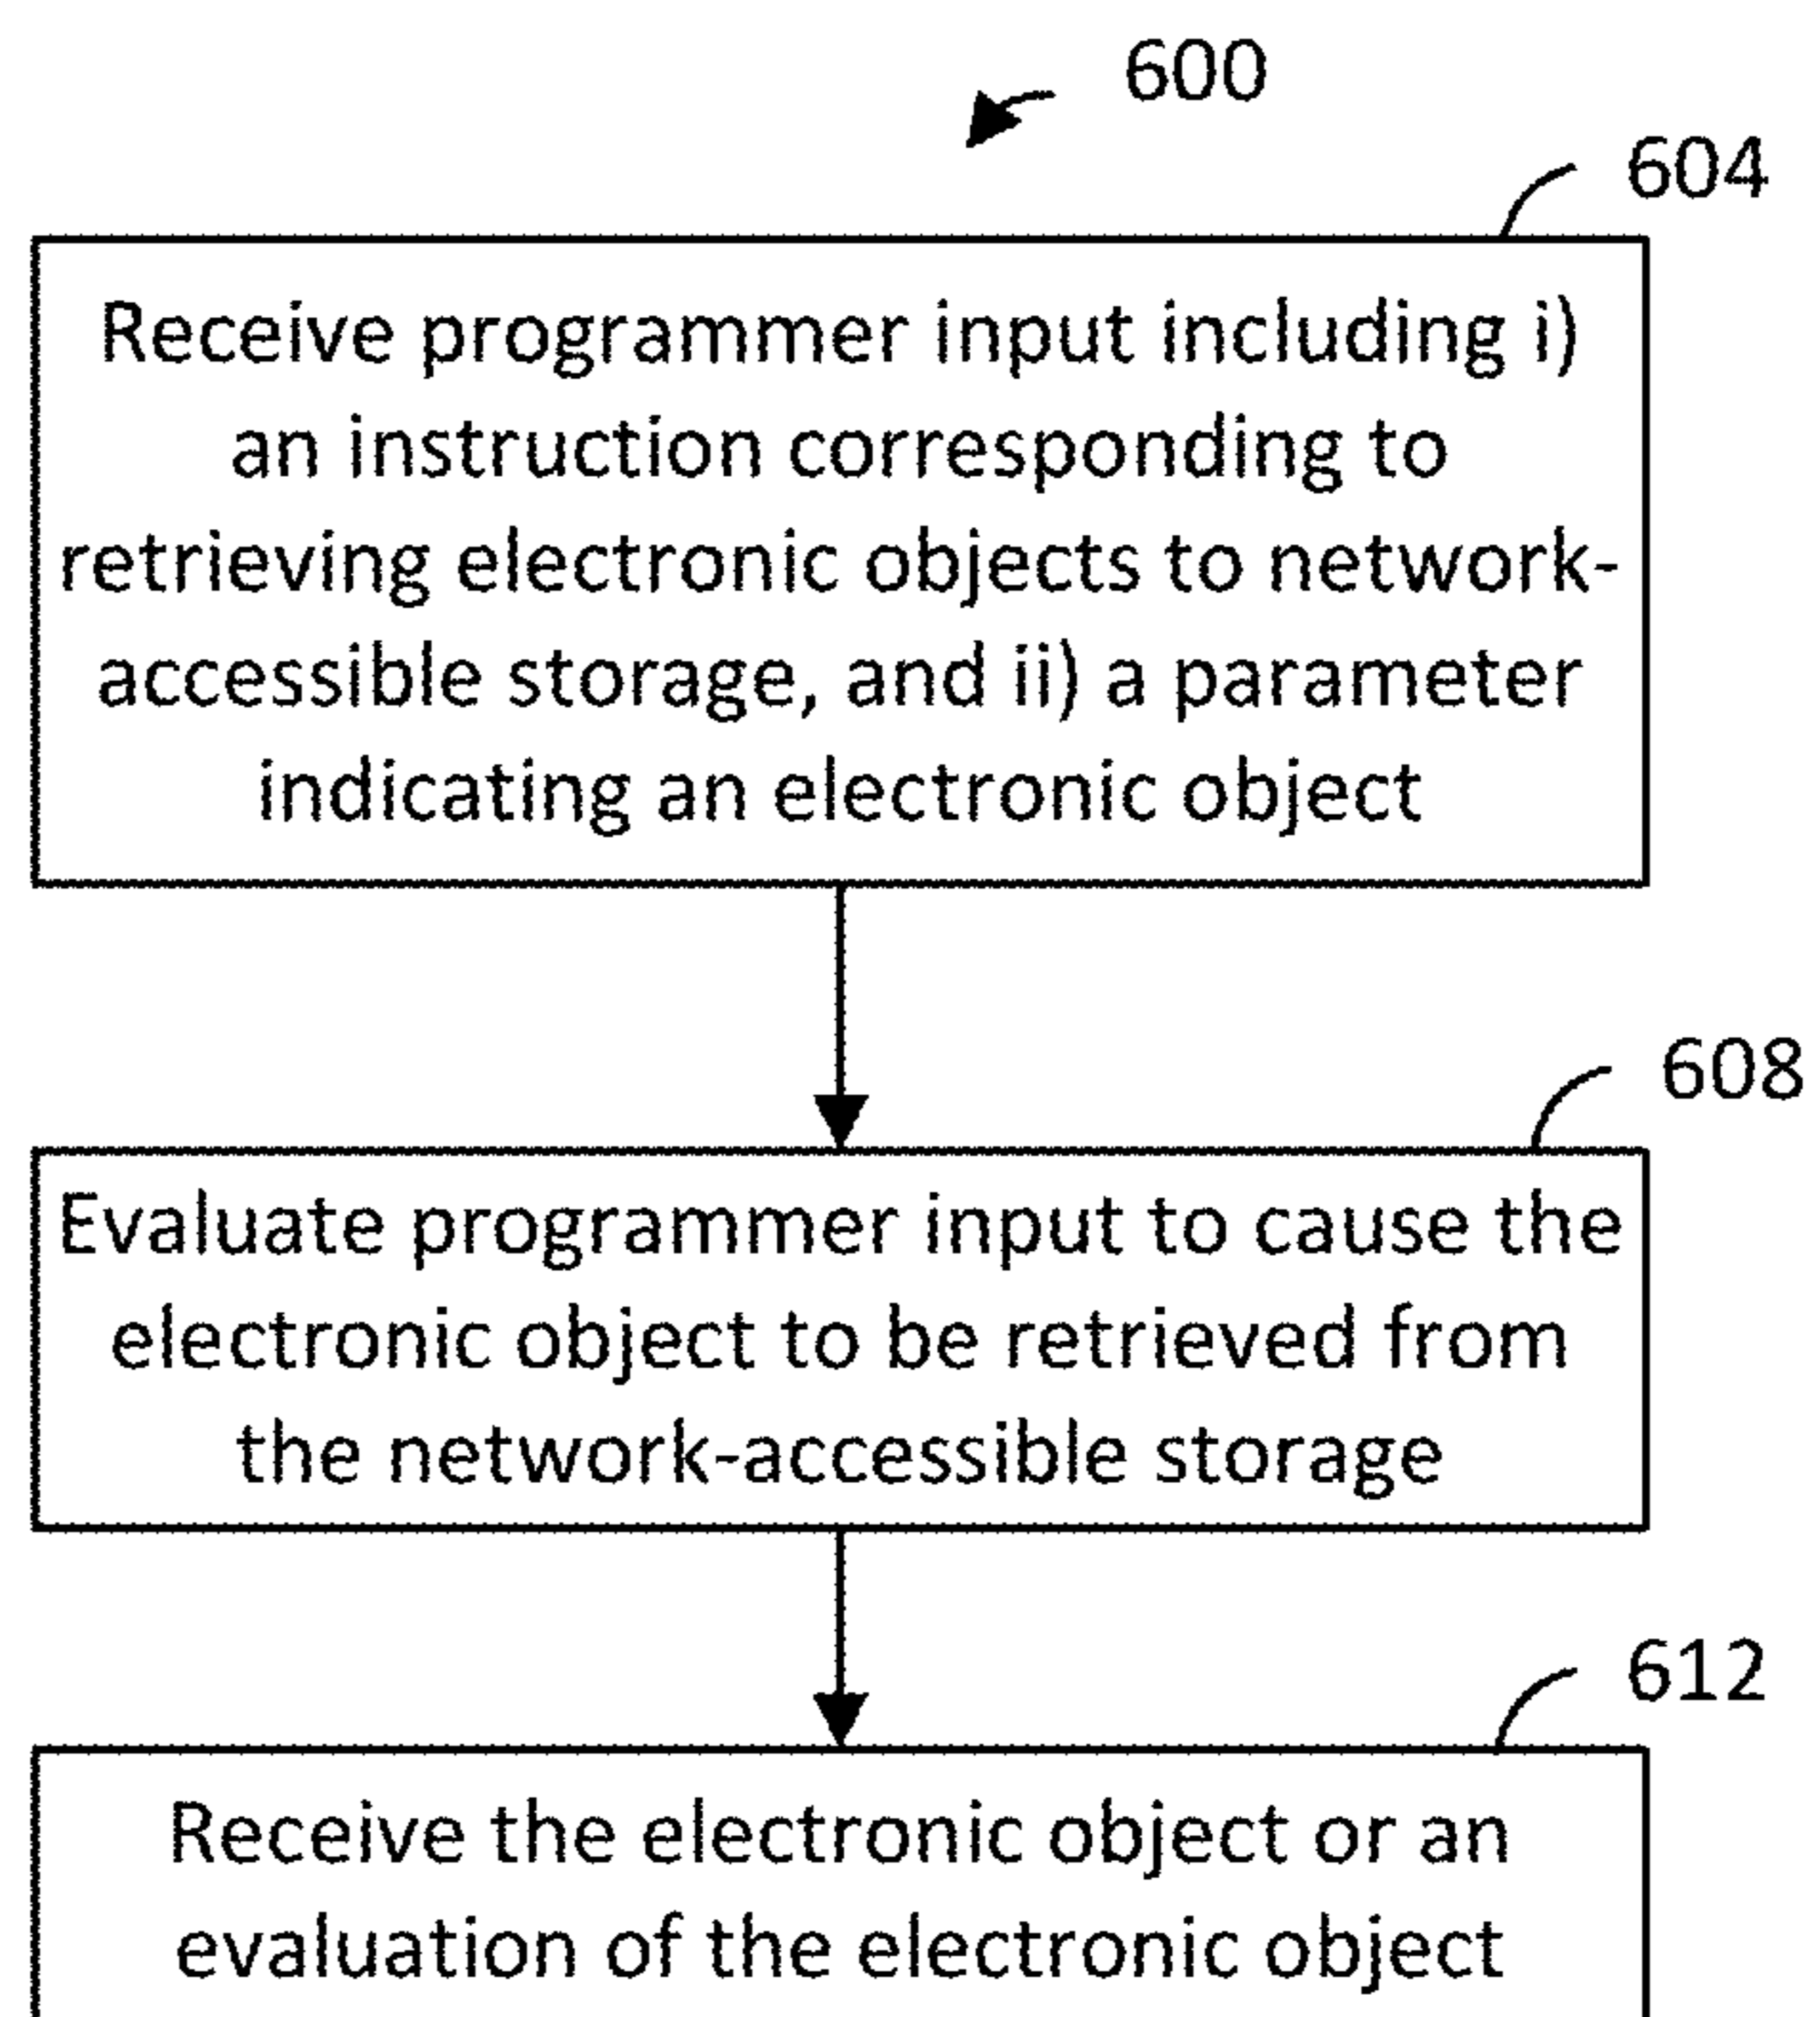 600
604
Receive programmer input including i)
an instruction corresponding to
retrieving electronic objects to network-
accessible storage, and ii) a parameter
indicating an electronic object
608
Evaluate programmer input to cause the
electronic object to be retrieved from
the network-accessible storage
612
Receive the electronic object or an
evaluation of the electronic object